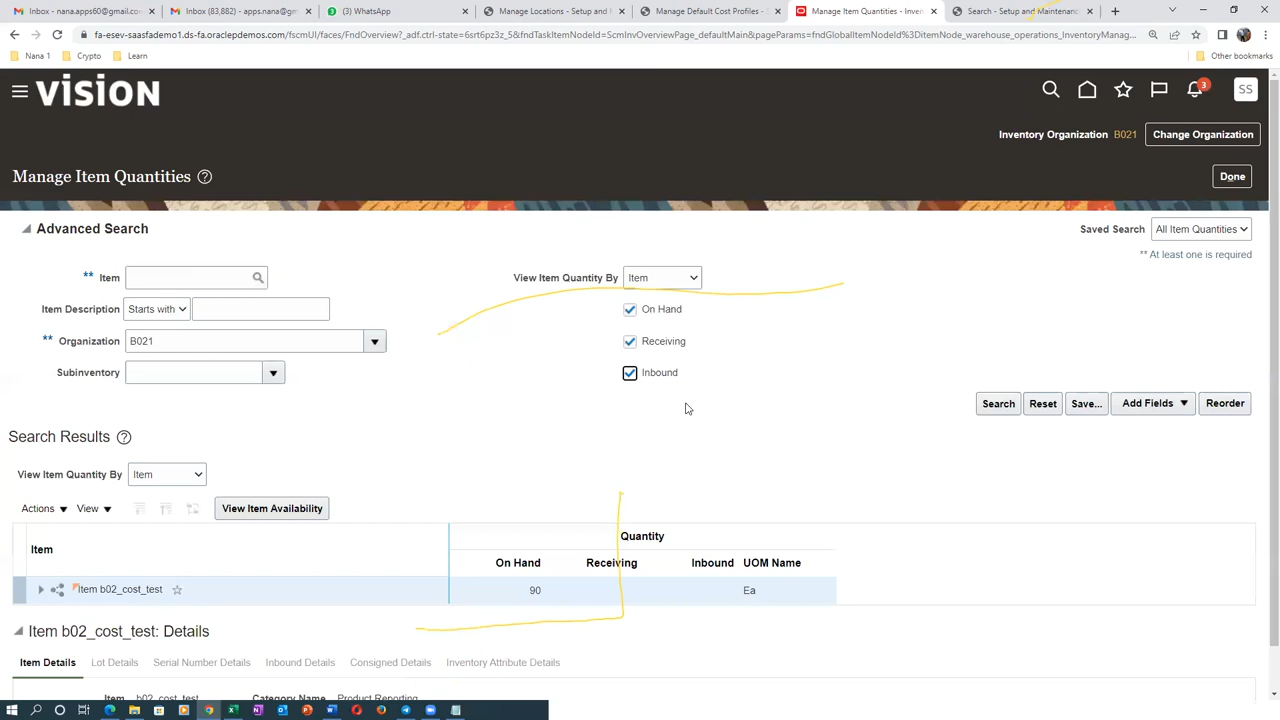 Inbox - nana.apps60@gmail.com
Inbox (83,882) - apps.nana@gm
(3) WhatsApp
Manage Locations - Setup and M
Manage Default Cost Profiles - S
Manage Item Quantities - Inven
Search - Setup and Maintenanc
fa-esev-saasfademo1.ds-fa.oraclepdemos.com/fscmUI/faces/FndOverview?_adf.ctrl-state=6srt6pz3z_5&fndTaskItemNodeId=ScmInvOverviewPage_defaultMain&pageParams=fndGlobalItemNodeId%3DitemNode_warehouse_operations_InventoryManag...
Nana 1
Crypto
Learn
Other bookmarks
VISION
3
SS
Inventory Organization B021
Change Organization
Manage Item Quantities
Done
Advanced Search
Saved Search All Item Quantities
** At least one is required
** Item
View Item Quantity By Item
Item Description Starts with
On Hand
** Organization B021
Receiving
Subinventory
Inbound
Search
Reset
Save...
Add Fields
Reorder
Search Results
View Item Quantity By Item
Actions
View
View Item Availability
Item
Quantity
On Hand
Receiving
Inbound
UOM Name
Item b02_cost_test
90
Ea
Item b02_cost_test: Details
Item Details
Lot Details
Serial Number Details
Inbound Details
Consigned Details
Inventory Attribute Details
Item b02_cost_test
Category Name Product Reporting